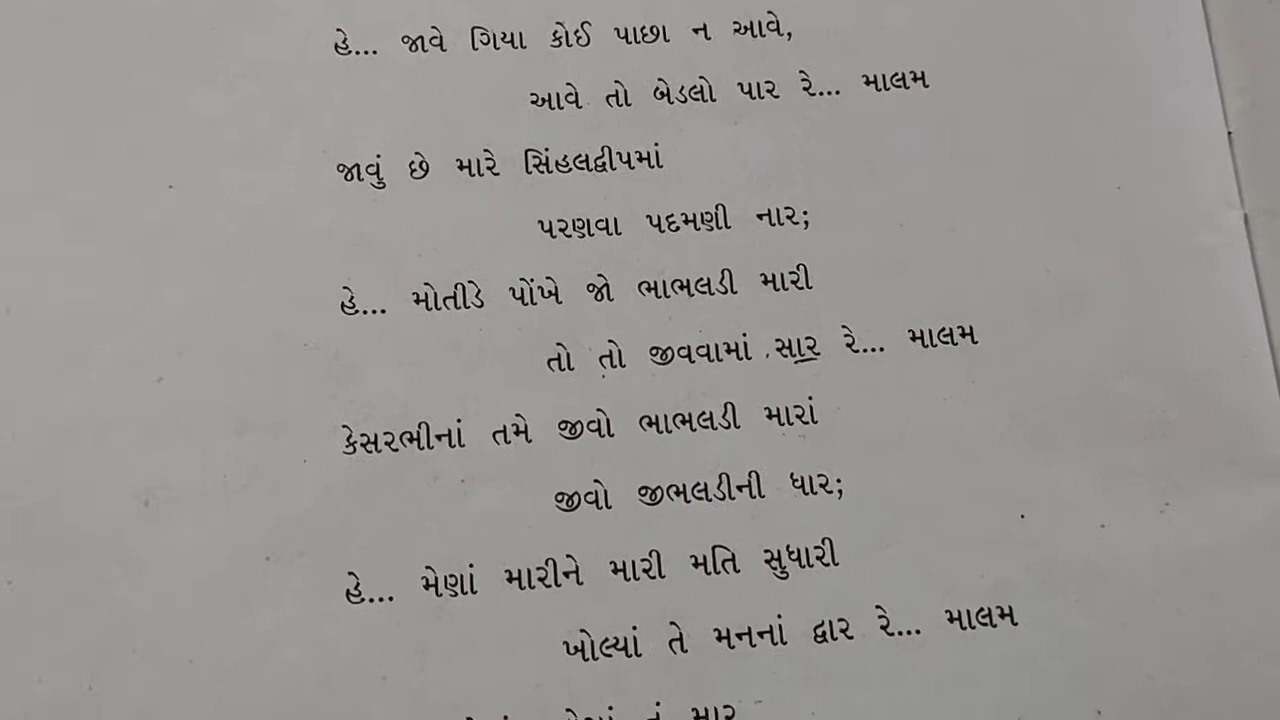 હે... જાવે ગિયા કોઈ પાછા ન આવે,
આવે તો બેડલો પાર રે... માલમ
જાવું છે મારે સિંહલદ્વીપમાં
પરણવા પદમણી નાર;
હે... મોતીડે પોંખે જો ભાભલડી મારી
તો તો જીવવામાં સાર રે... માલમ
કેસરભીનાં તમે જીવો ભાભલડી મારાં
જીવો જીભલડીની ધાર;
હે... મેણાં મારીને મારી મતિ સુધારી
ખોલ્યાં તે મનનાં દ્વાર રે... માલમ